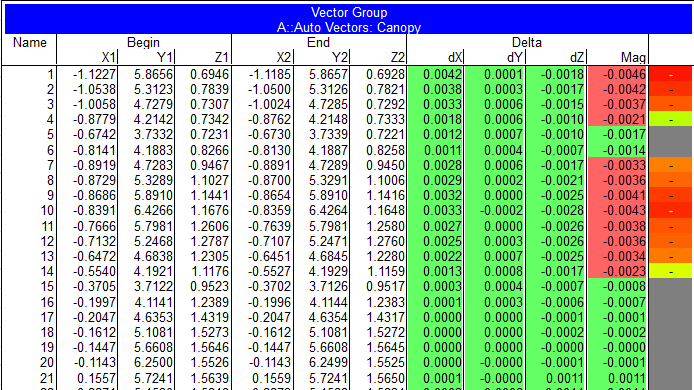 Vector Group
A::Auto Vectors: Canopy
Name Begin End Delta
X1 Y1 Z1 X2 Y2 Z2 dX dY dZ Mag
1 -1.1227 5.8656 0.6946 -1.1185 5.8657 0.6928 0.0042 0.0001 -0.0018 -0.0046 -
2 -1.0538 5.3123 0.7839 -1.0500 5.3126 0.7821 0.0038 0.0003 -0.0017 -0.0042 -
3 -1.0058 4.7279 0.7307 -1.0024 4.7285 0.7292 0.0033 0.0006 -0.0015 -0.0037 -
4 -0.8779 4.2142 0.7342 -0.8762 4.2148 0.7333 0.0018 0.0006 -0.0010 -0.0021 -
5 -0.6742 3.7332 0.7231 -0.6730 3.7339 0.7221 0.0012 0.0007 -0.0010 -0.0017
6 -0.8141 4.1883 0.8266 -0.8130 4.1887 0.8258 0.0011 0.0004 -0.0007 -0.0014
7 -0.8919 4.7283 0.9467 -0.8891 4.7289 0.9450 0.0028 0.0006 -0.0017 -0.0033 -
8 -0.8729 5.3289 1.1027 -0.8700 5.3291 1.1006 0.0029 0.0002 -0.0021 -0.0036 -
9 -0.8686 5.8910 1.1441 -0.8654 5.8910 1.1416 0.0032 0.0000 -0.0025 -0.0041 -
10 -0.8391 6.4266 1.1676 -0.8359 6.4264 1.1648 0.0033 -0.0002 -0.0028 -0.0043 -
11 -0.7666 5.7981 1.2606 -0.7639 5.7981 1.2580 0.0027 0.0000 -0.0026 -0.0038 -
12 -0.7132 5.2468 1.2787 -0.7107 5.2471 1.2760 0.0025 0.0003 -0.0026 -0.0036 -
13 -0.6472 4.6838 1.2305 -0.6451 4.6845 1.2280 0.0022 0.0007 -0.0025 -0.0034 -
14 -0.5540 4.1921 1.1176 -0.5527 4.1929 1.1159 0.0013 0.0008 -0.0017 -0.0023 -
15 -0.3705 3.7122 0.9523 -0.3702 3.7126 0.9517 0.0003 0.0004 -0.0007 -0.0008
16 -0.1997 4.1141 1.2389 -0.1996 4.1144 1.2383 0.0001 0.0003 -0.0006 -0.0007
17 -0.2047 4.6353 1.4319 -0.2047 4.6354 1.4317 0.0000 0.0000 -0.0001 -0.0001
18 -0.1612 5.1081 1.5273 -0.1612 5.1081 1.5272 0.0000 0.0000 -0.0002 -0.0002
19 -0.1447 5.6608 1.5646 -0.1447 5.6608 1.5645 0.0000 0.0000 -0.0001 0.0000
20 -0.1143 6.2500 1.5526 -0.1143 6.2499 1.5525 0.0000 0.0000 -0.0001 -0.0001
21 0.1557 5.7241 1.5639 0.1559 5.7241 1.5650 0.0001 0.0000 0.0011 0.0011